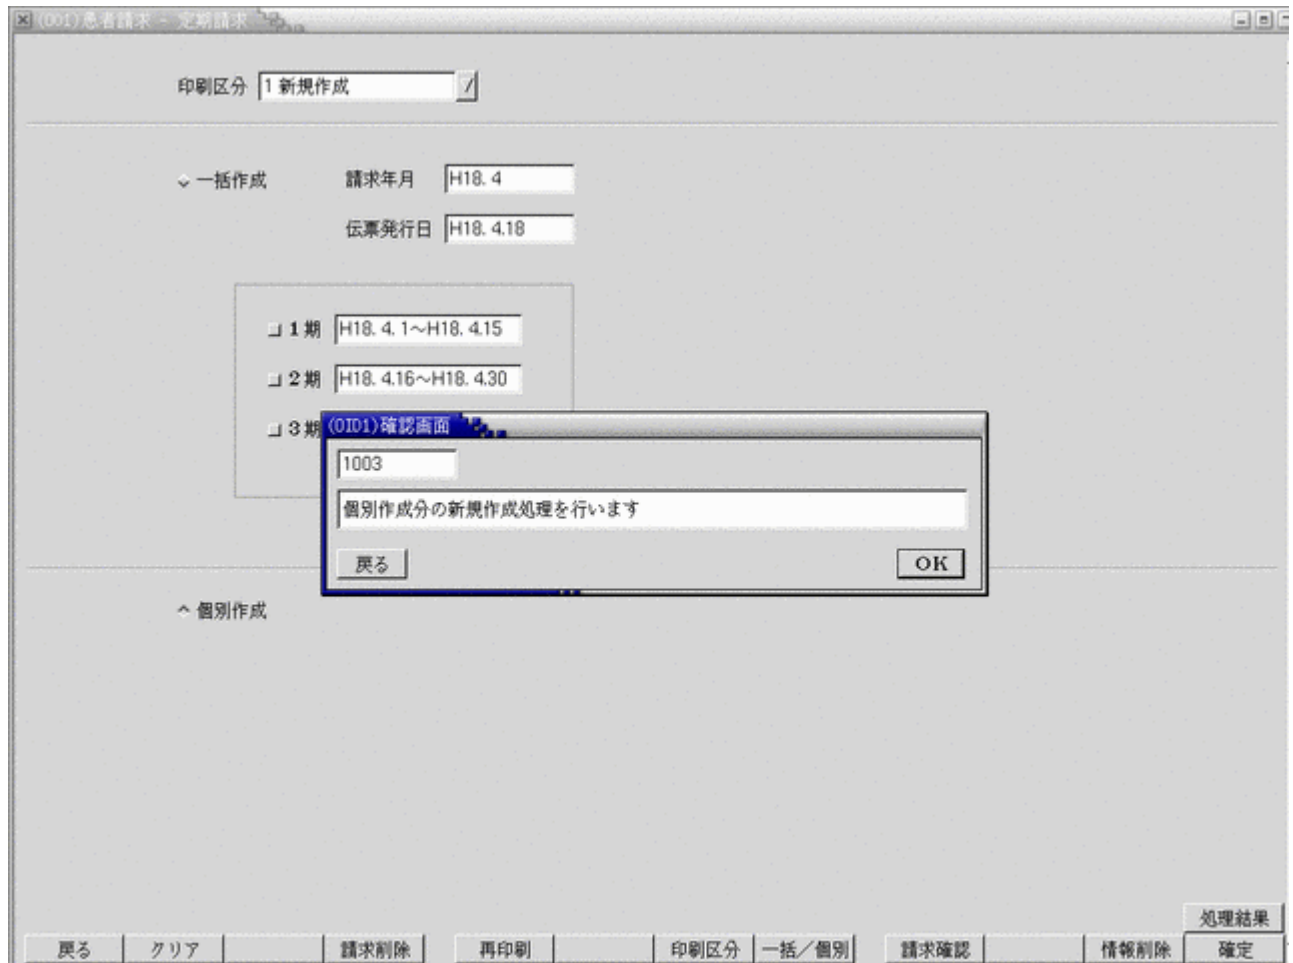 (001)患者請求 - 定期請求
印刷区分 1 新規作成
一括作成 請求年月 H18. 4
伝票発行日 H18. 4.18
1期 H18. 4. 1～H18. 4.15
2期 H18. 4.16～H18. 4.30
3期
(OID1)確認画面
1003
個別作成分の新規作成処理を行います
戻る OK
個別作成
処理結果
戻る クリア 請求削除 再印刷 印刷区分 一括／個別 請求確認 情報削除 確定